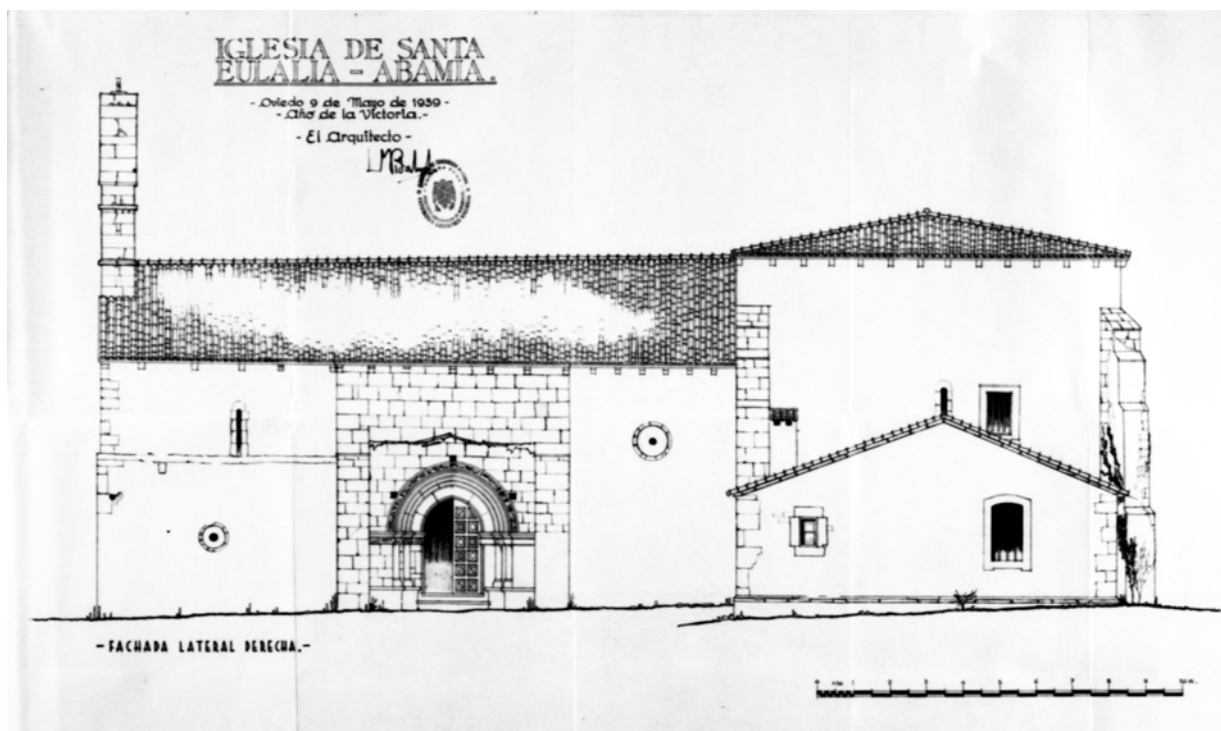 IGLESIA DE SANTA
EULALIA - ABAMIA.
- Oviedo 9 de Mayo de 1939 -
- Año de la Victoria.-
- El Arquitecto -
- FACHADA LATERAL DERECHA.-